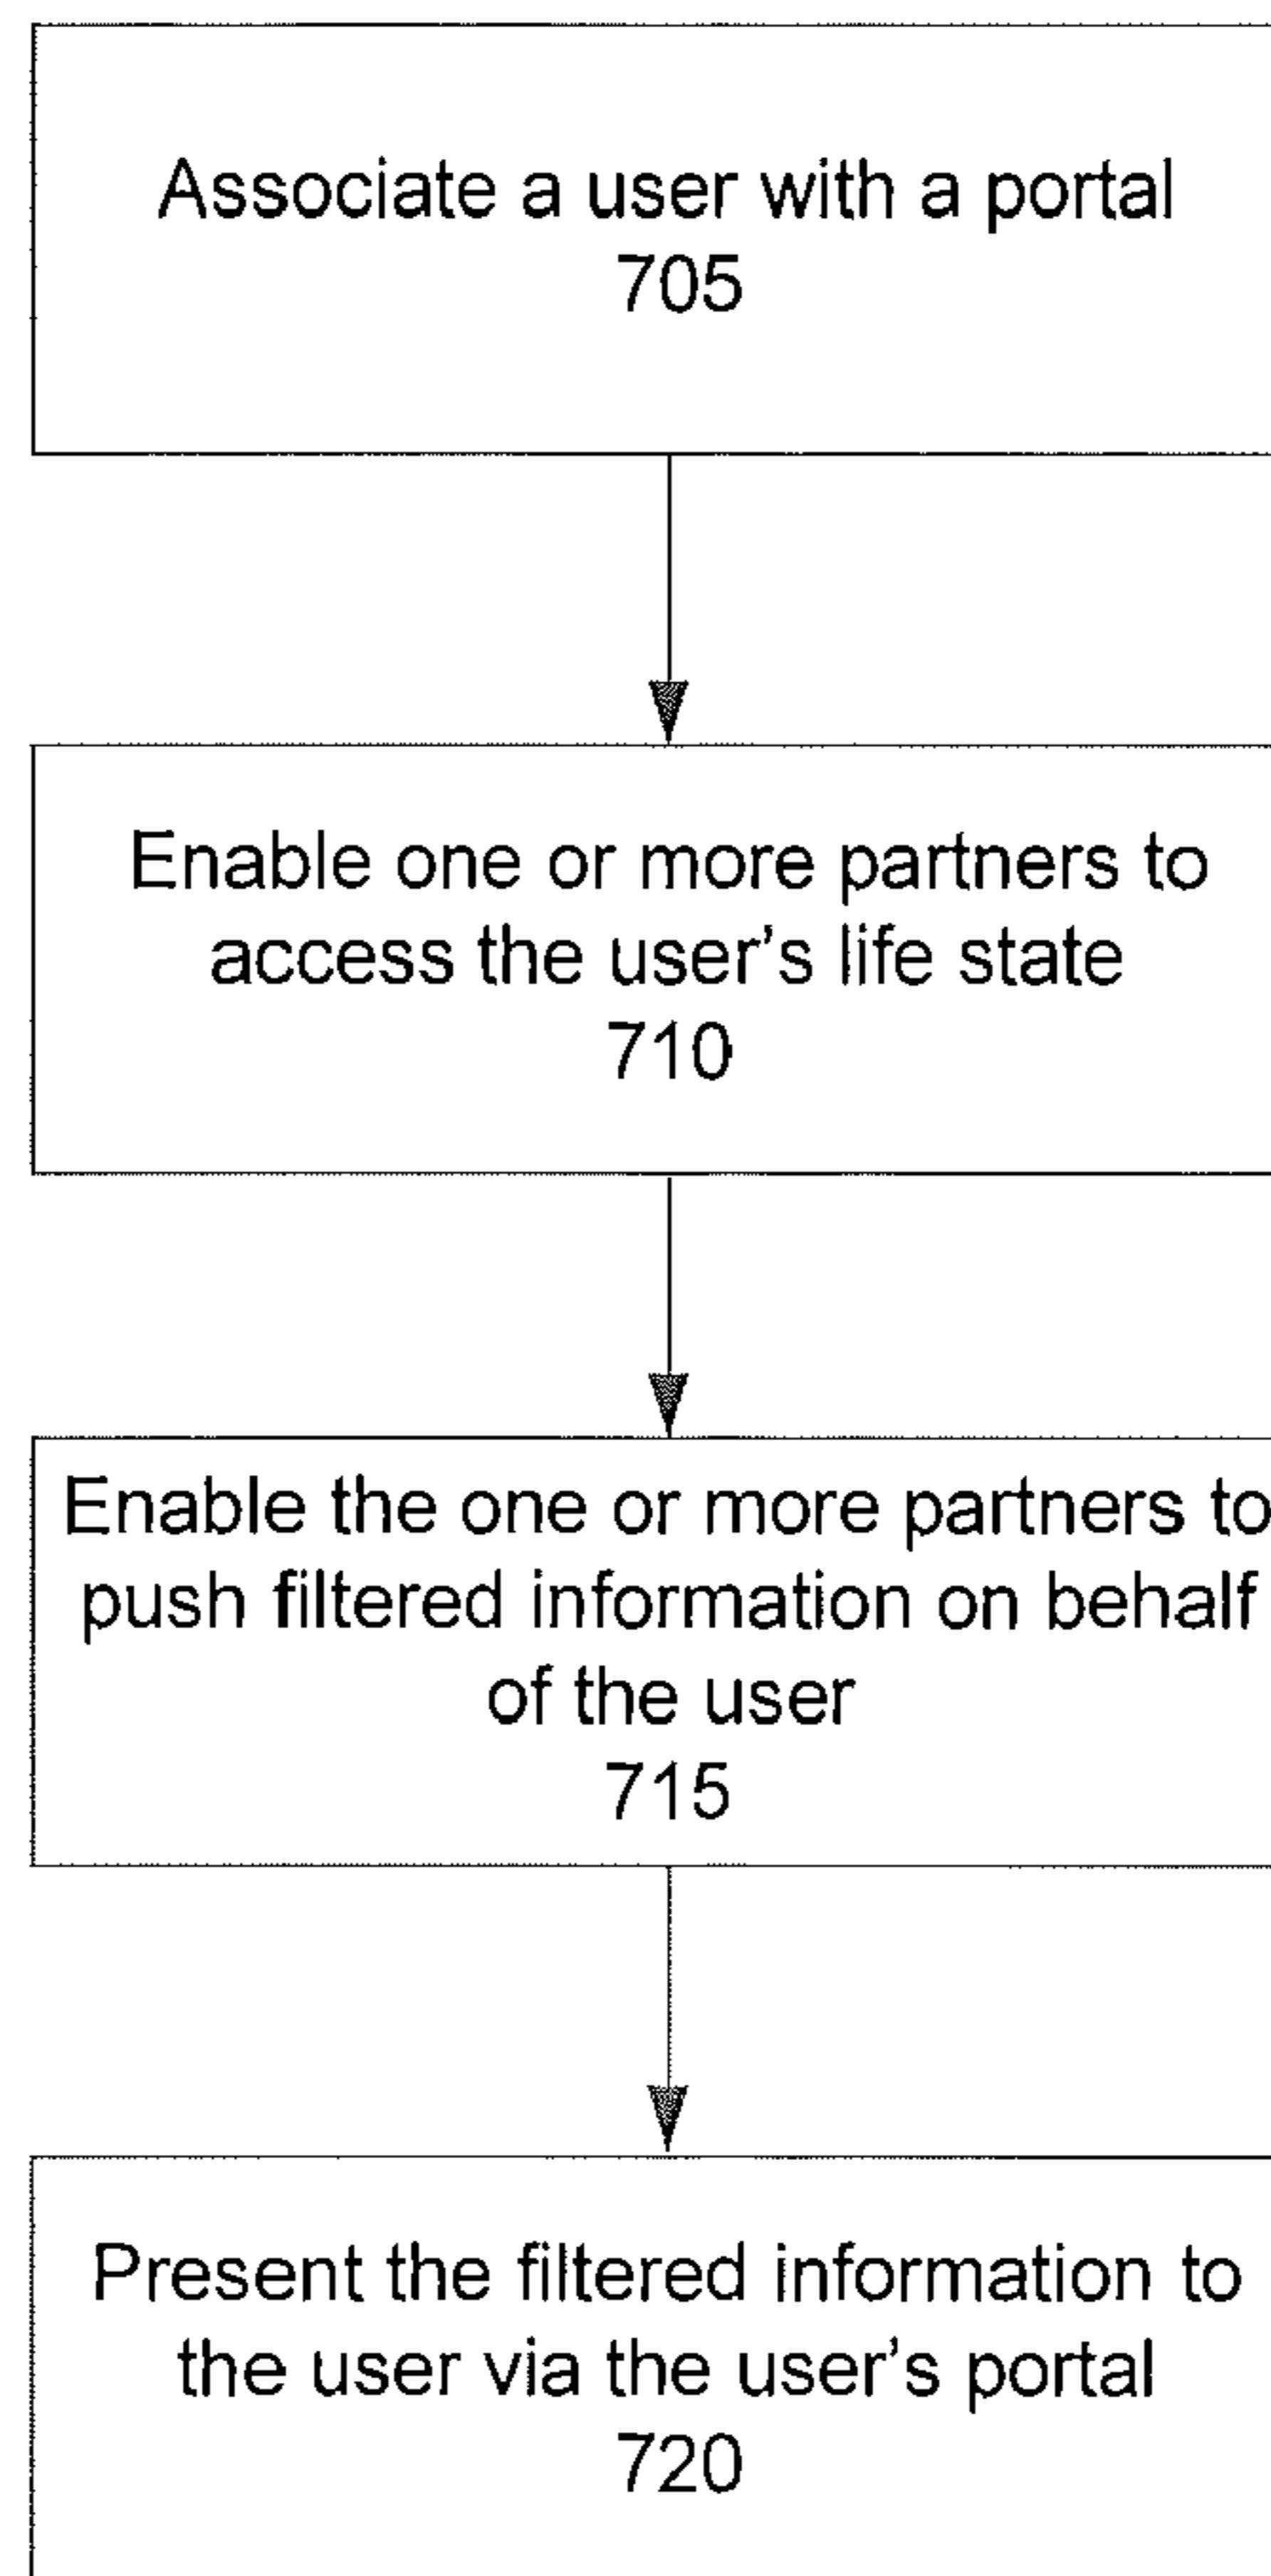 Associate a user with a portal
705
Enable one or more partners to
access the user's life state
710
Enable the one or more partners to
push filtered information on behalf
of the user
715
Present the filtered information to
the user via the user's portal
720